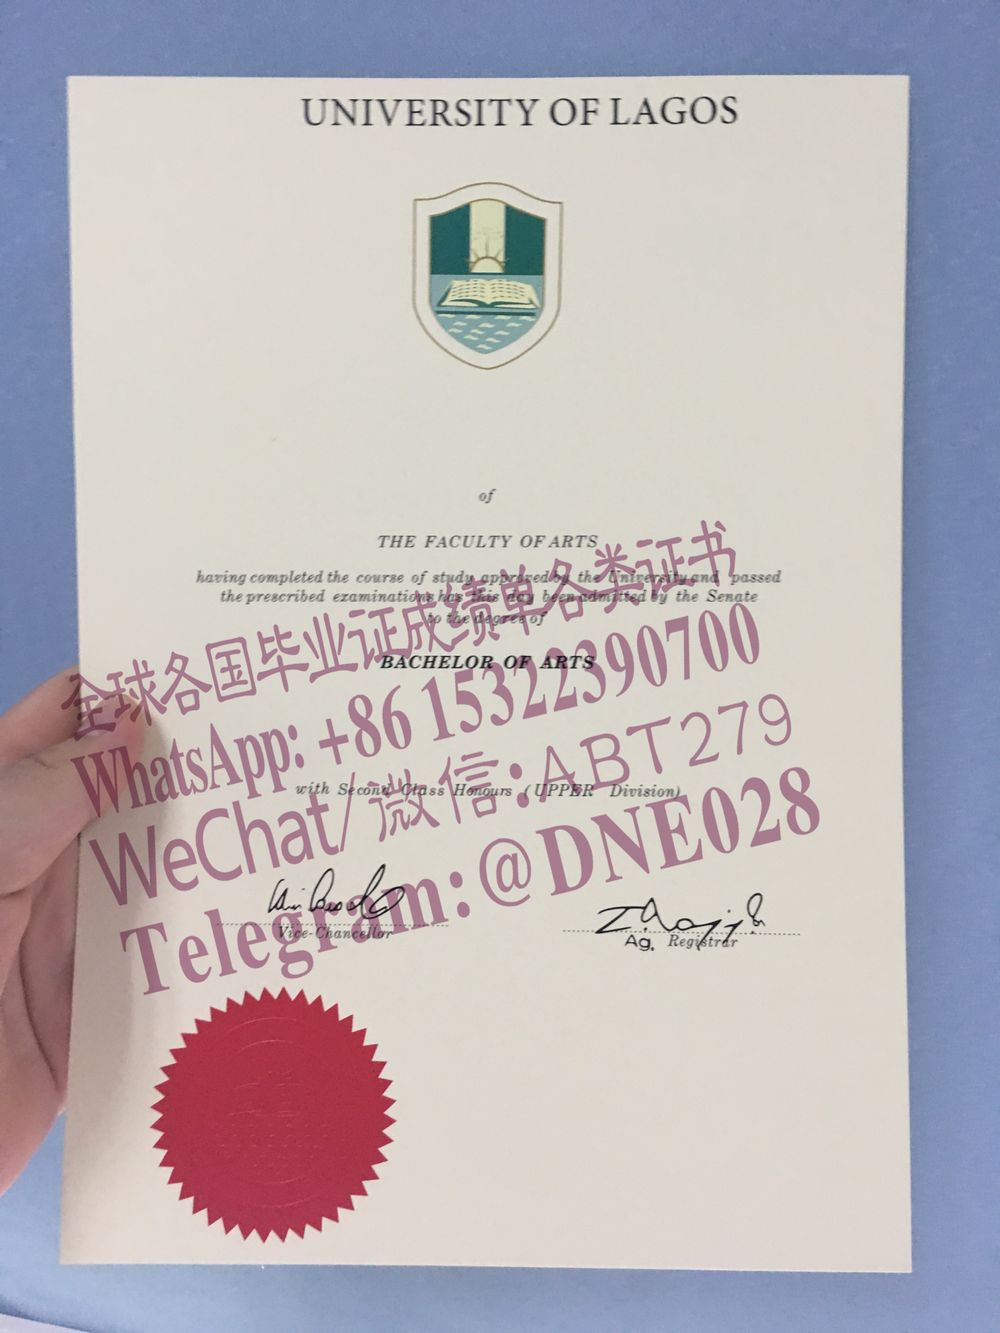 UNIVERSITY OF LAGOS
of
THE FACULTY OF ARTS
having completed the course of study approved by the University and passed
the prescribed examinations has this day been admitted by the Senate
to the degree of
BACHELOR OF ARTS
with Second Class Honours (UPPER Division)
Vice-Chancellor
Ag. Registrar
全球各国毕业证成绩单各类证书
WhatsApp: +86 15322390700
WeChat/微信:ABT279
Telegram:@DNE028